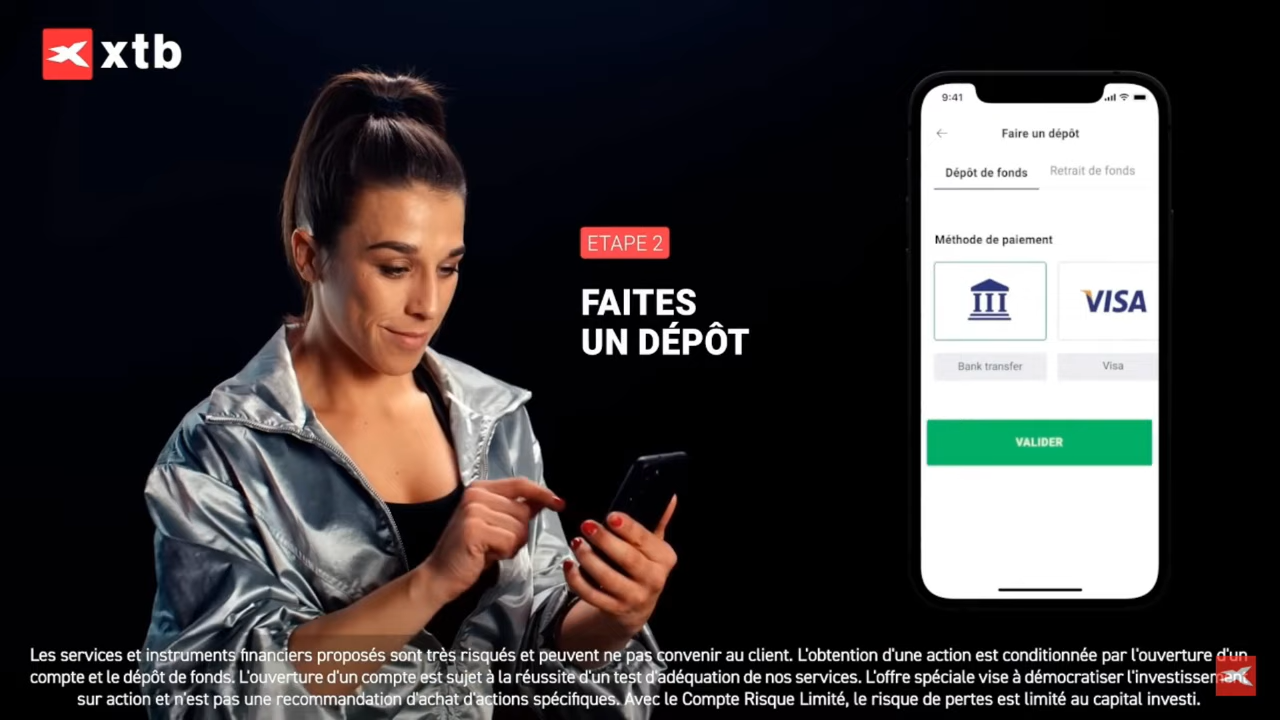 xtb
9:41
Faire un dépôt
Dépôt de fonds Retrait de fonds
ETAPE 2
Méthode de paiement
FAITES
UN DÉPÔT
VISA
Bank transfer Visa
VALIDER
Les services et instruments financiers proposés sont très risqués et peuvent ne pas convenir au client. L'obtention d'une action est conditionnée par l'ouverture d'un
compte et le dépôt de fonds. L'ouverture d'un compte est sujet à la réussite d'un test d'adéquation de nos services. L'offre spéciale vise à démocratiser l'investissement
sur action et n'est pas une recommandation d'achat d'actions spécifiques. Avec le Compte Risque Limité, le risque de pertes est limité au capital investi.